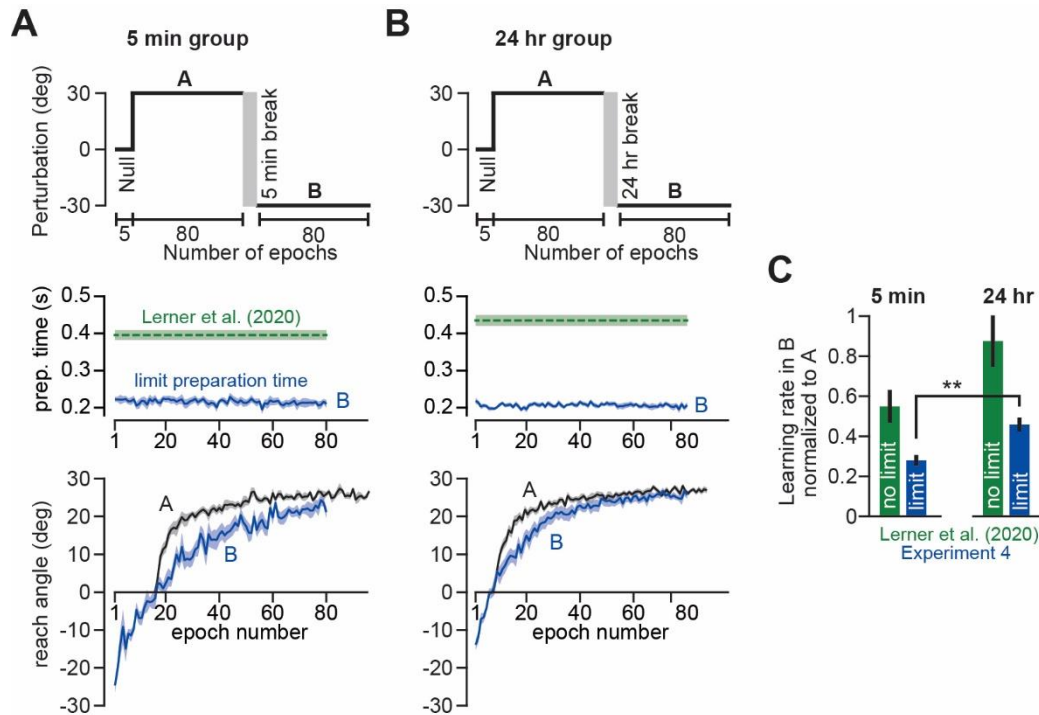 A
5 min group
Perturbation (deg)
30
0
-30
Null
A
5 min break
B
5
80
80
Number of epochs
prep. time (s)
0.5
0.4
0.3
0.2
Lerner et al. (2020)
limit preparation time
B
1
20
40
60
80
reach angle (deg)
30
20
10
0
-10
-20
-30
A
B
1
20
40
60
80
epoch number
B
24 hr group
30
0
-30
Null
A
24 hr break
B
5
80
80
Number of epochs
0.5
0.4
0.3
0.2
B
1
20
40
60
80
30
20
10
0
-10
-20
-30
A
B
1
20
40
60
80
epoch number
C
5 min
24 hr
Learning rate in B
normalized to A
1
0.8
0.6
0.4
0.2
0
**
no limit
limit
no limit
limit
Lerner et al. (2020)
Experiment 4